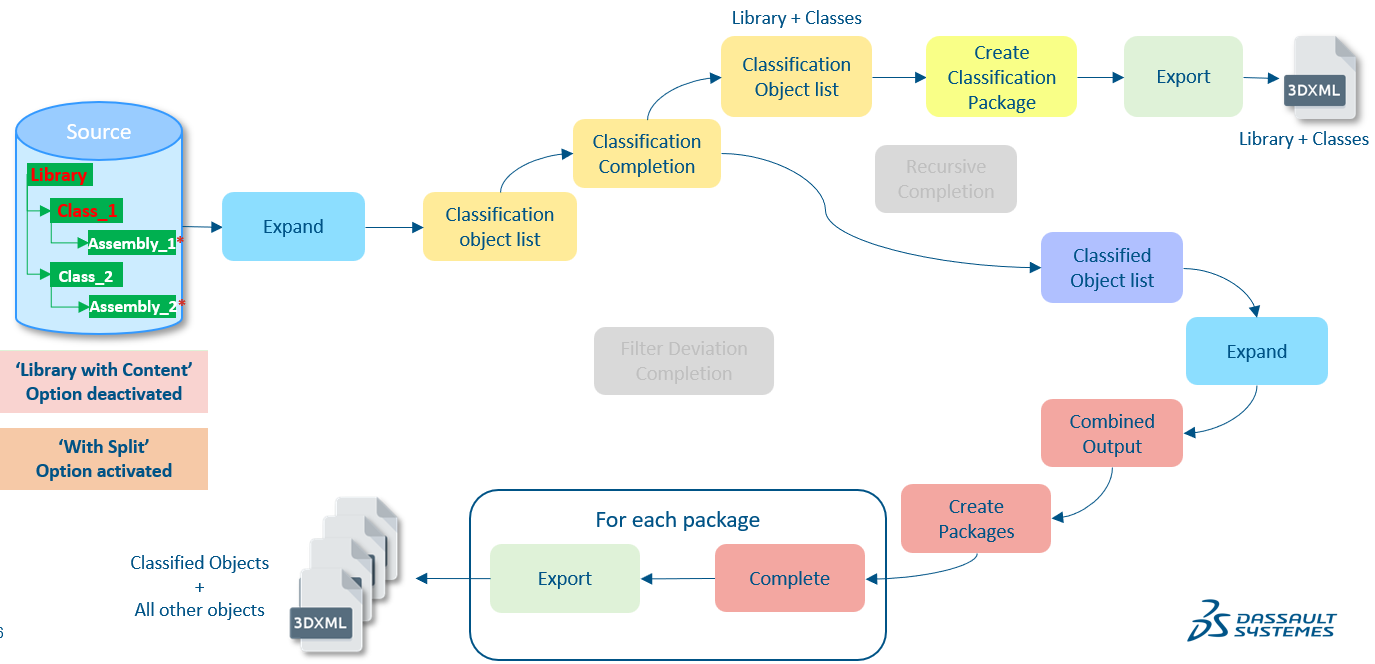 Library + Classes
Classification
Object list
Create
Classification
Package
Export
3DXML
Library + Classes
Source
Library
Class_1
Assembly_1*
Class_2
Assembly_2*
Expand
Classification
object list
Classification
Completion
Recursive
Completion
Classified
Object list
Filter Deviation
Completion
Expand
‘Library with Content’
Option deactivated
Combined
Output
‘With Split’
Option activated
Create
Packages
For each package
Export
Complete
Classified Objects
+
All other objects
3DXML
DASSAULT
SYSTEMES
6